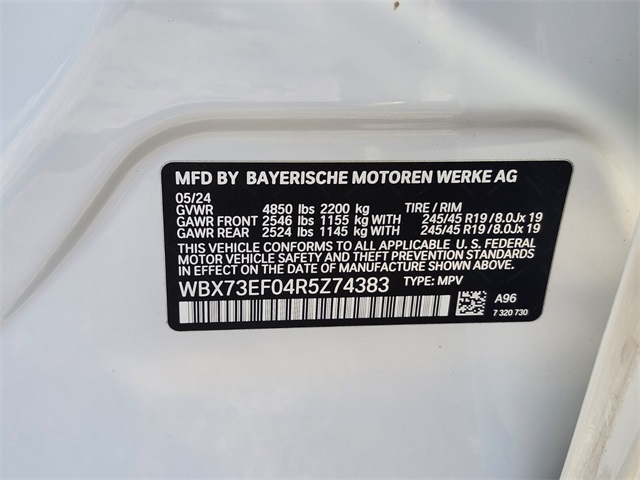 MFD BY BAYERISCHE MOTOREN WERKE AG
05/24
GVWR 4850 lbs 2200 kg TIRE / RIM
GAWR FRONT 2546 lbs 1155 kg WITH 245/45 R19 /8.0Jx 19
GAWR REAR 2524 lbs 1145 kg WITH 245/45 R19 /8.0Jx 19
THIS VEHICLE CONFORMS TO ALL APPLICABLE U. S. FEDERAL
MOTOR VEHICLE SAFETY AND THEFT PREVENTION STANDARDS
IN EFFECT ON THE DATE OF MANUFACTURE SHOWN ABOVE.
WBX73EF04R5Z74383 TYPE: MPV
A96
7 320 730